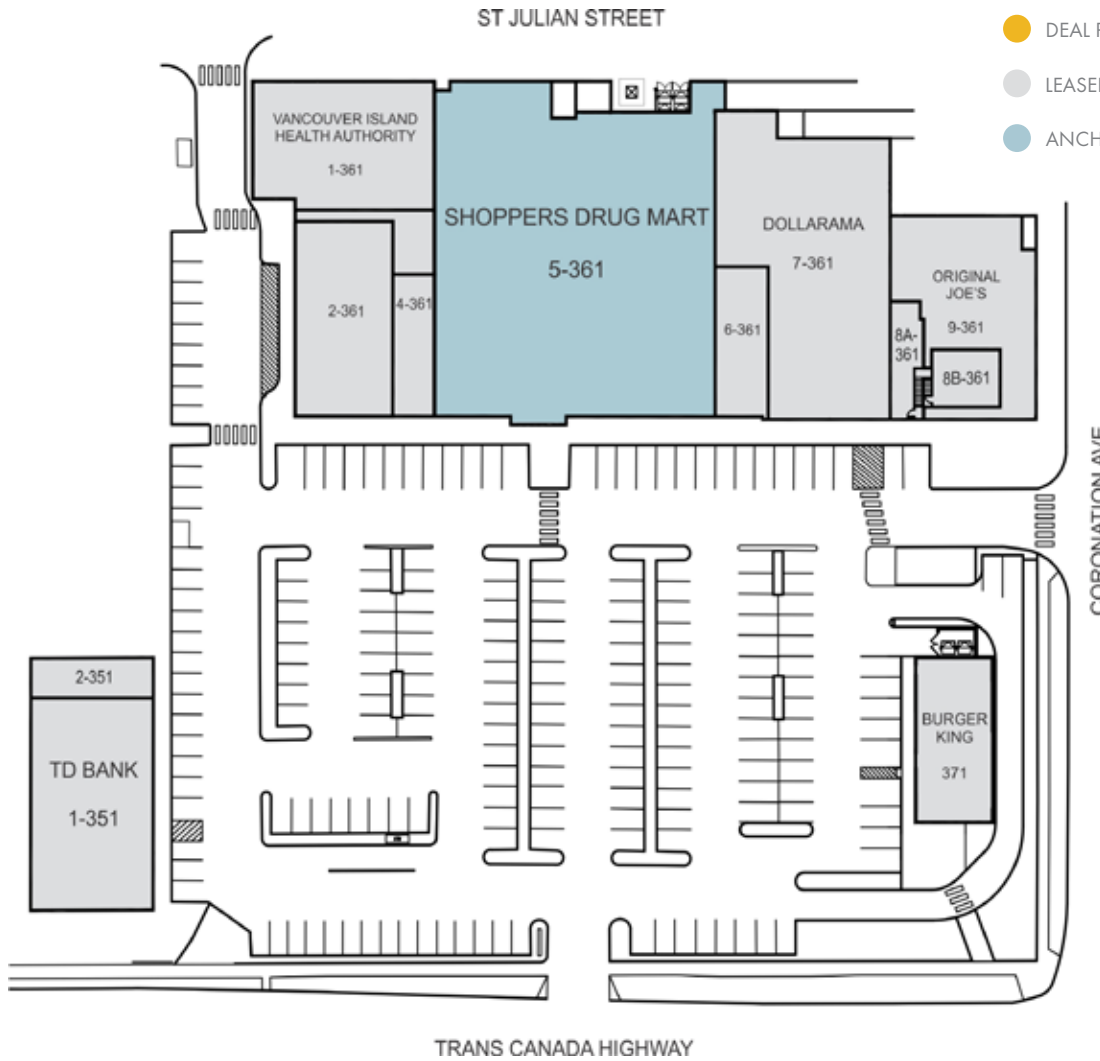 ST JULIAN STREET
DEAL
LEASE
ANCH
VANCOUVER ISLAND
HEALTH AUTHORITY
1-361
SHOPPERS DRUG MART
5-361
DOLLARAMA
7-361
ORIGINAL
JOE'S
9-361
2-361
4-361
6-361
8A-
361
8B-361
CORONATION AVE
2-351
TD BANK
1-351
BURGER
KING
371
TRANS CANADA HIGHWAY